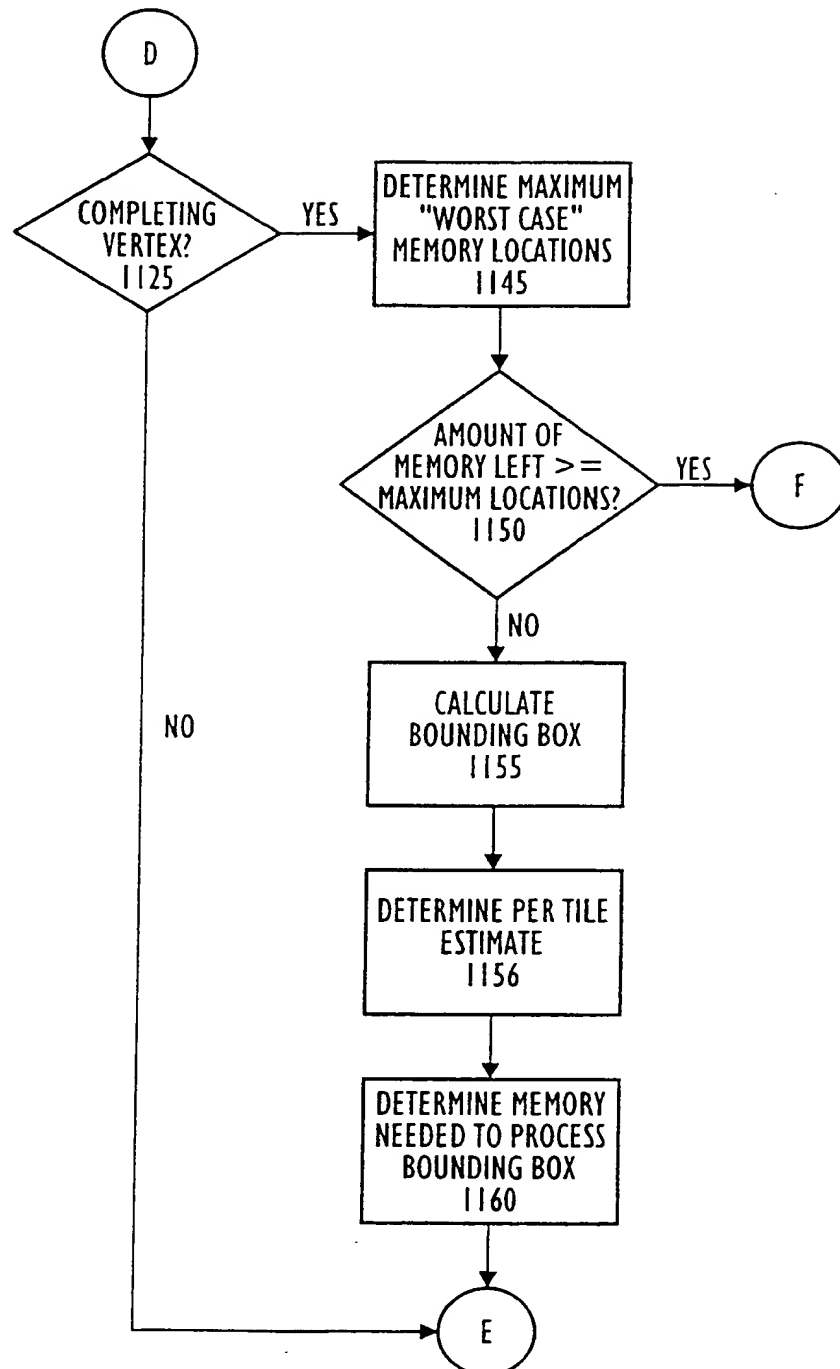 D
COMPLETING
VERTEX?
1125
YES
DETERMINE MAXIMUM
"WORST CASE"
MEMORY LOCATIONS
1145
AMOUNT OF
MEMORY LEFT >=
MAXIMUM LOCATIONS?
1150
YES
F
NO
CALCULATE
BOUNDING BOX
1155
NO
DETERMINE PER TILE
ESTIMATE
1156
DETERMINE MEMORY
NEEDED TO PROCESS
BOUNDING BOX
1160
E